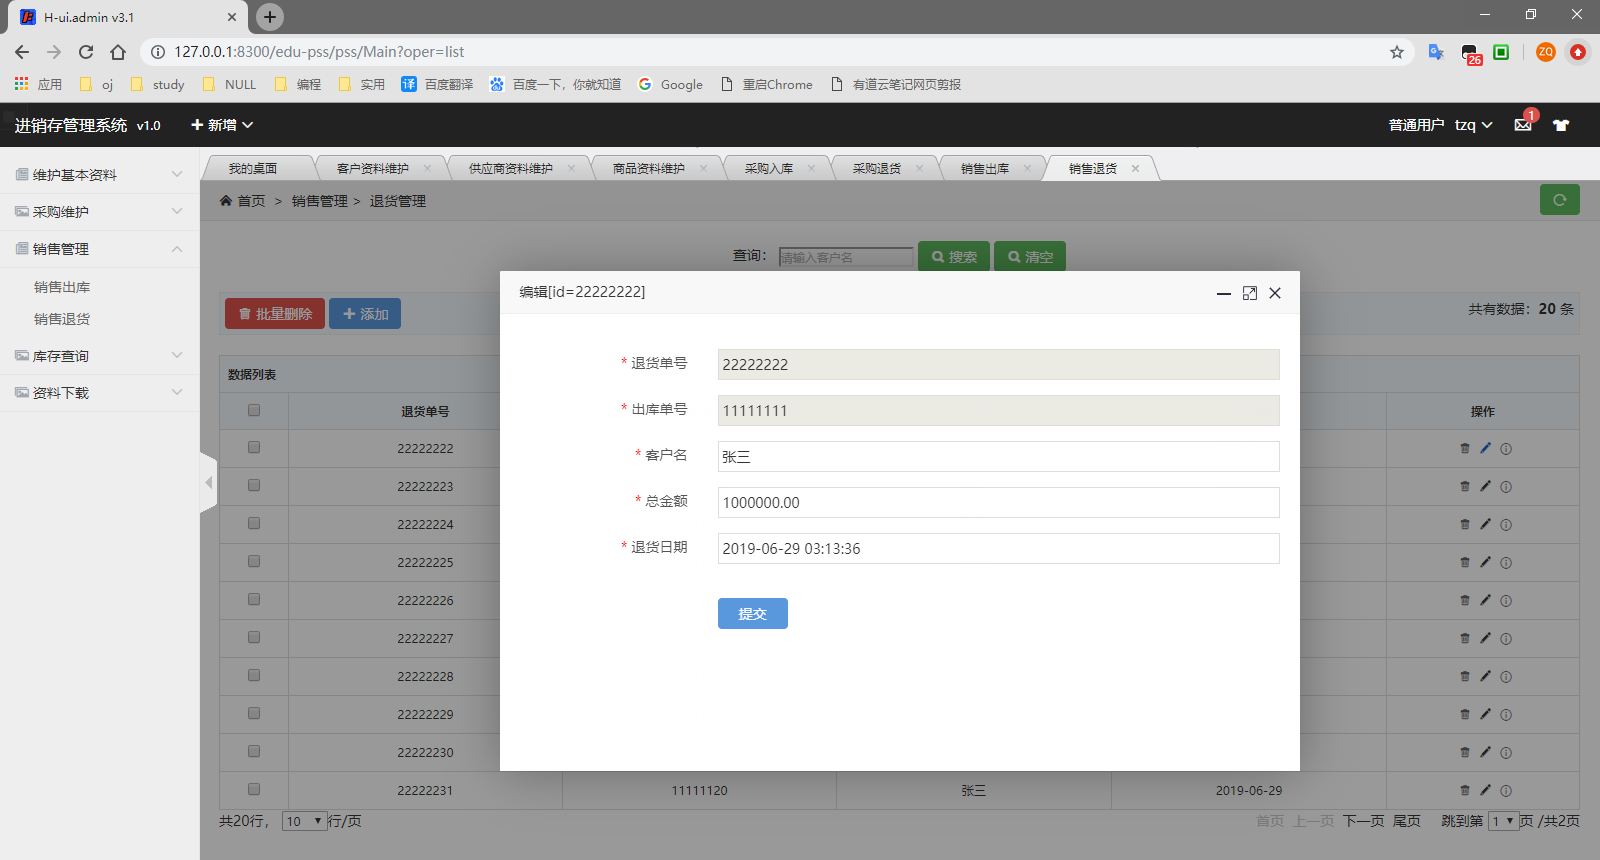 H-ui.admin v3.1
127.0.0.1:8300/edu-pss/pss/Main?oper=list
26
ZQ
应用 oj study NULL 编程 实用 译 百度翻译 百度一下，你就知道 Google 重启Chrome 有道云笔记网页剪报
进销存管理系统 v1.0 新增 普通用户 tzq 1
我的桌面 客户资料维护 供应商资料维护 商品资料维护 采购入库 采购退货 销售出库 销售退货
维护基本资料
采购维护
销售管理
销售出库
销售退货
库存查询
资料下载
首页 > 销售管理 > 退货管理
查询： 请输入客户名 搜索 清空
批量删除 添加 共有数据：20 条
数据列表
退货单号 操作
22222222
22222223
22222224
22222225
22222226
22222227
22222228
22222229
22222230
22222231 11111120 张三 2019-06-29
共20行， 10 行/页 首页 上一页 下一页 尾页 跳到第 1 页 /共2页
编辑[id=22222222]
* 退货单号 22222222
* 出库单号 11111111
* 客户名 张三
* 总金额 1000000.00
* 退货日期 2019-06-29 03:13:36
提交